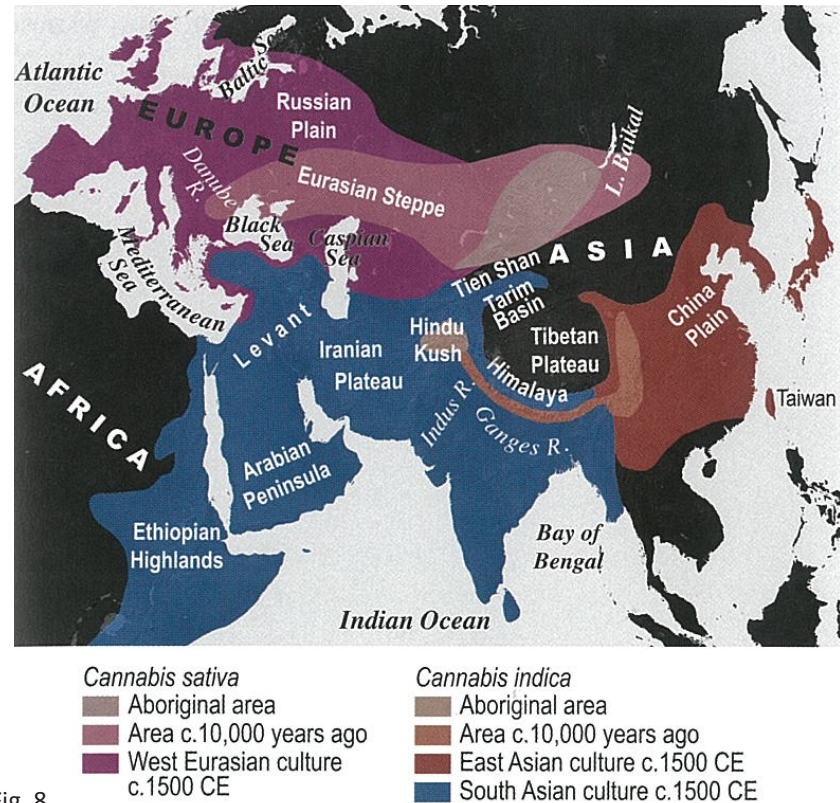 Atlantic
Ocean
Baltic Sea
EUROPE
Russian
Plain
Danube
R.
Eurasian Steppe
L. Baikal
Black
Sea
Caspian
Sea
Mediterranean
Sea
ASIA
Tien Shan
Tarim
Basin
Levant
Iranian
Plateau
Hindu
Kush
Tibetan
Plateau
Himalaya
China
Plain
Taiwan
AFRICA
Indus R.
Ganges R.
Arabian
Peninsula
Ethiopian
Highlands
Bay of
Bengal
Indian Ocean
Cannabis sativa
Aboriginal area
Area c.10,000 years ago
West Eurasian culture
c.1500 CE
Cannabis indica
Aboriginal area
Area c.10,000 years ago
East Asian culture c.1500 CE
South Asian culture c.1500 CE
Fig. 8